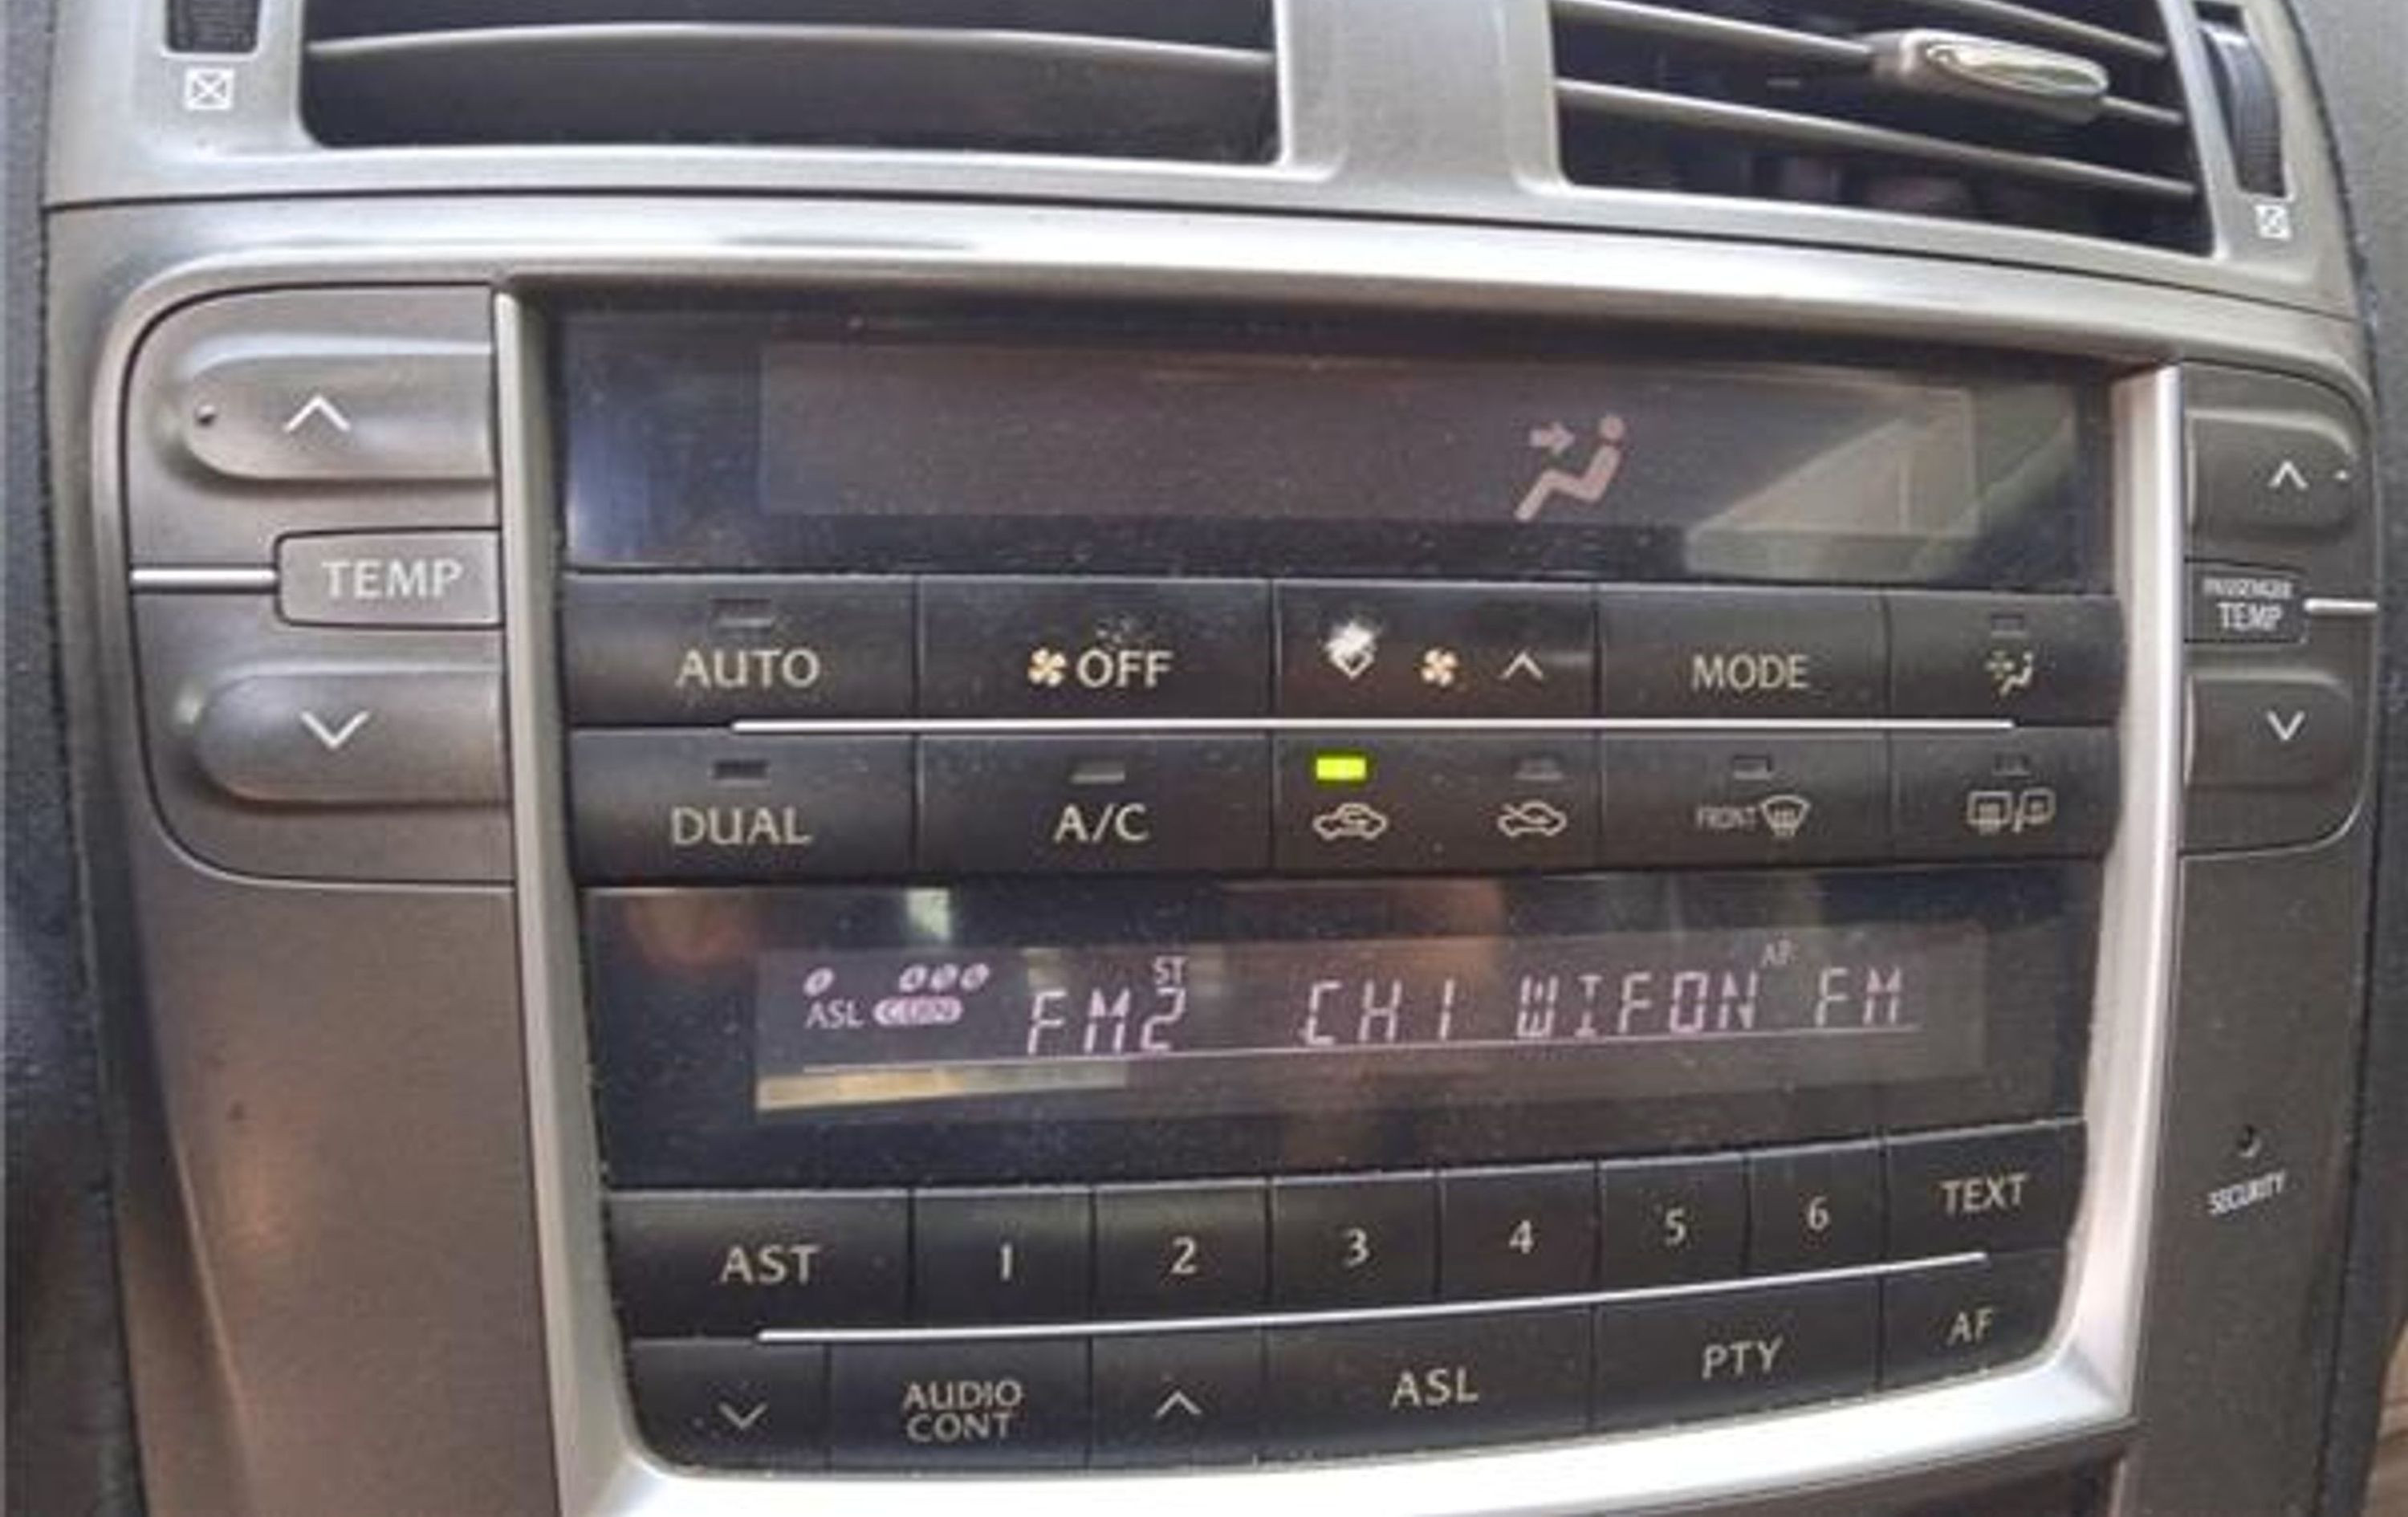 TEMP
PASSENGER
TEMP
AUTO
OFF
MODE
DUAL
A/C
FRONT
ST
AF
ASL
FM2 CH1 WIFON FM
AST
1
2
3
4
5
6
TEXT
SECURITY
AUDIO
CONT
ASL
PTY
AF